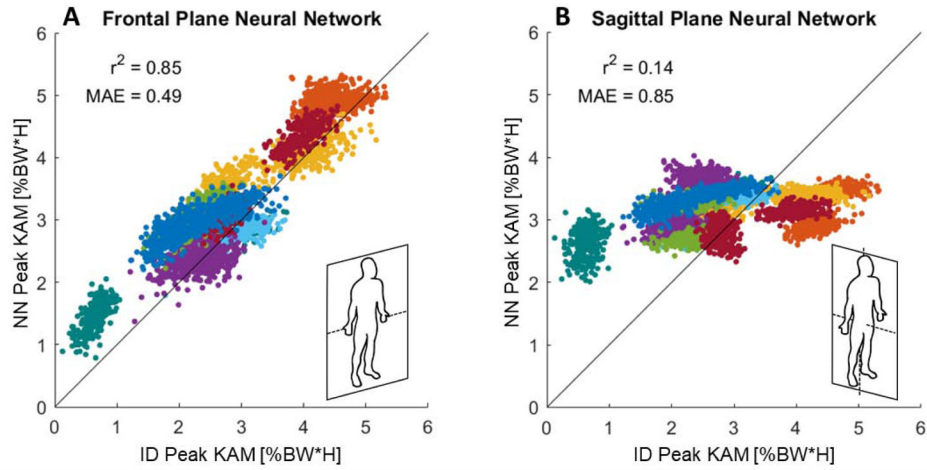 A Frontal Plane Neural Network
r² = 0.85
MAE = 0.49
NN Peak KAM [%BW*H]
6
5
4
3
2
1
0
0 1 2 3 4 5 6
ID Peak KAM [%BW*H]
B Sagittal Plane Neural Network
r² = 0.14
MAE = 0.85
NN Peak KAM [%BW*H]
6
5
4
3
2
1
0
0 1 2 3 4 5 6
ID Peak KAM [%BW*H]